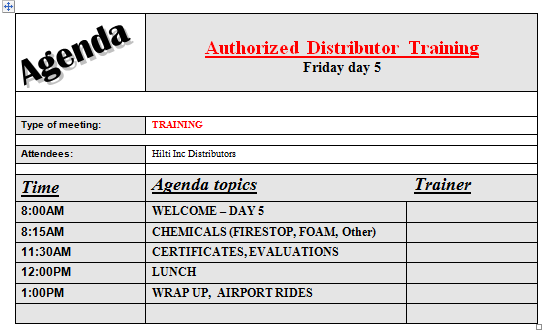 Agenda
Authorized Distributor Training
Friday day 5
Type of meeting: TRAINING
Attendees: Hilti Inc Distributors
Time Agenda topics Trainer
8:00AM WELCOME – DAY 5
8:15AM CHEMICALS (FIRESTOP, FOAM, Other)
11:30AM CERTIFICATES, EVALUATIONS
12:00PM LUNCH
1:00PM WRAP UP, AIRPORT RIDES